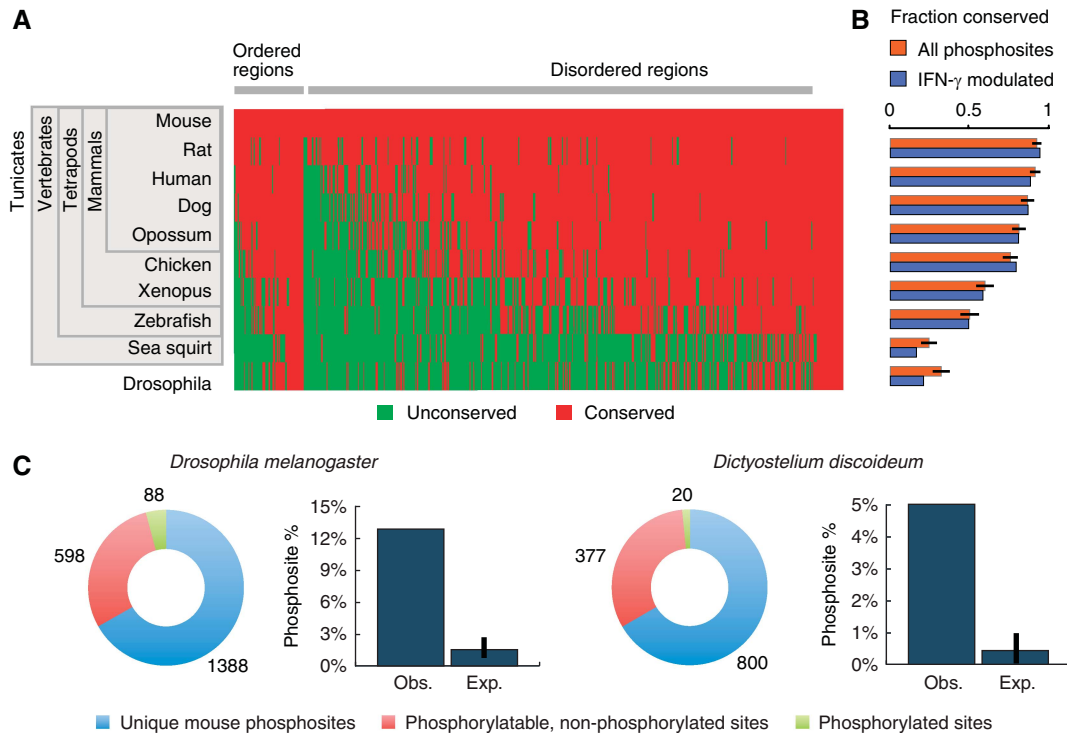 A
Ordered
regions
Disordered regions
Tunicates
Vertebrates
Tetrapods
Mammals
Mouse
Rat
Human
Dog
Opossum
Chicken
Xenopus
Zebrafish
Sea squirt
Drosophila
Unconserved
Conserved
B
Fraction conserved
All phosphosites
IFN-γ modulated
0 0.5 1
C
Drosophila melanogaster
88
598
1388
Phosphosite %
15%
12%
9%
6%
3%
0%
Obs. Exp.
Dictyostelium discoideum
20
377
800
Phosphosite %
5%
4%
3%
2%
1%
0%
Obs. Exp.
Unique mouse phosphosites
Phosphorylatable, non-phosphorylated sites
Phosphorylated sites